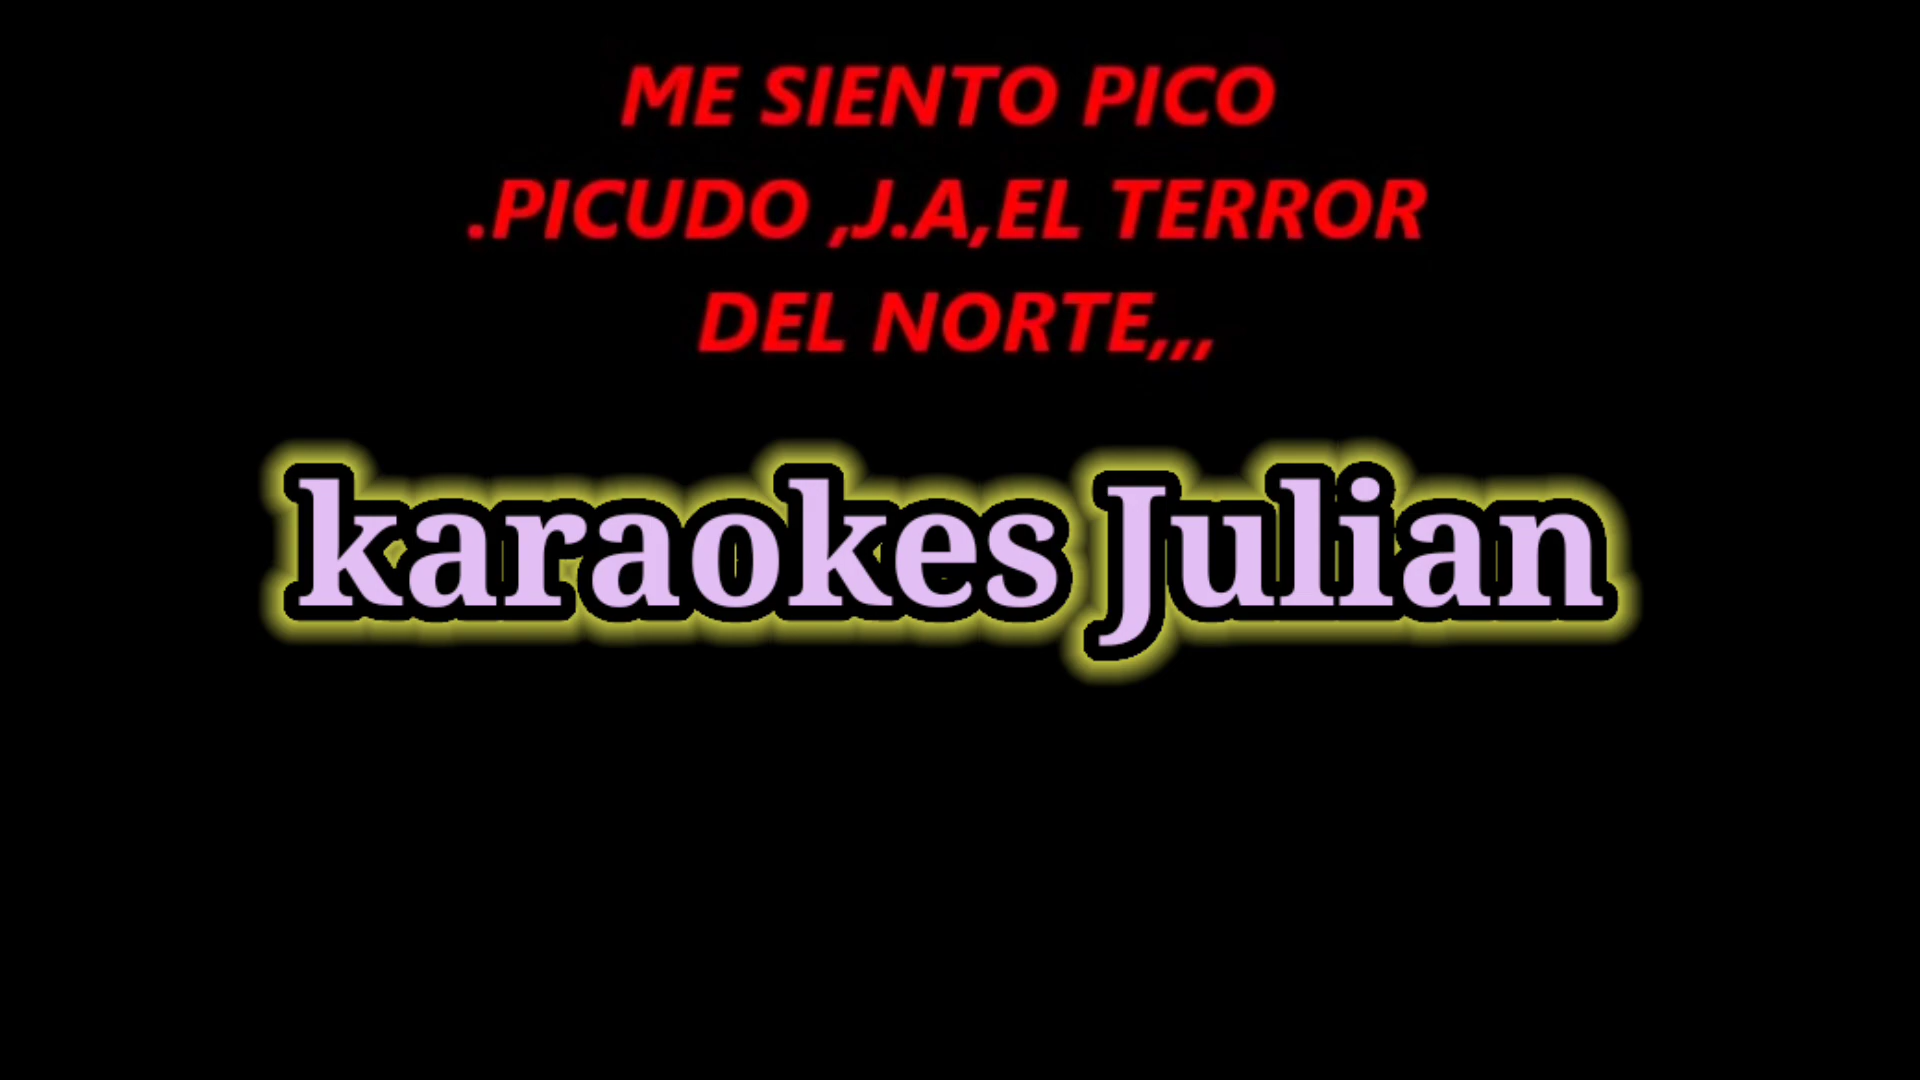 ME SIENTO PICO
.PICUDO ,J.A,EL TERROR
DEL NORTE,,,
karaokes Julian